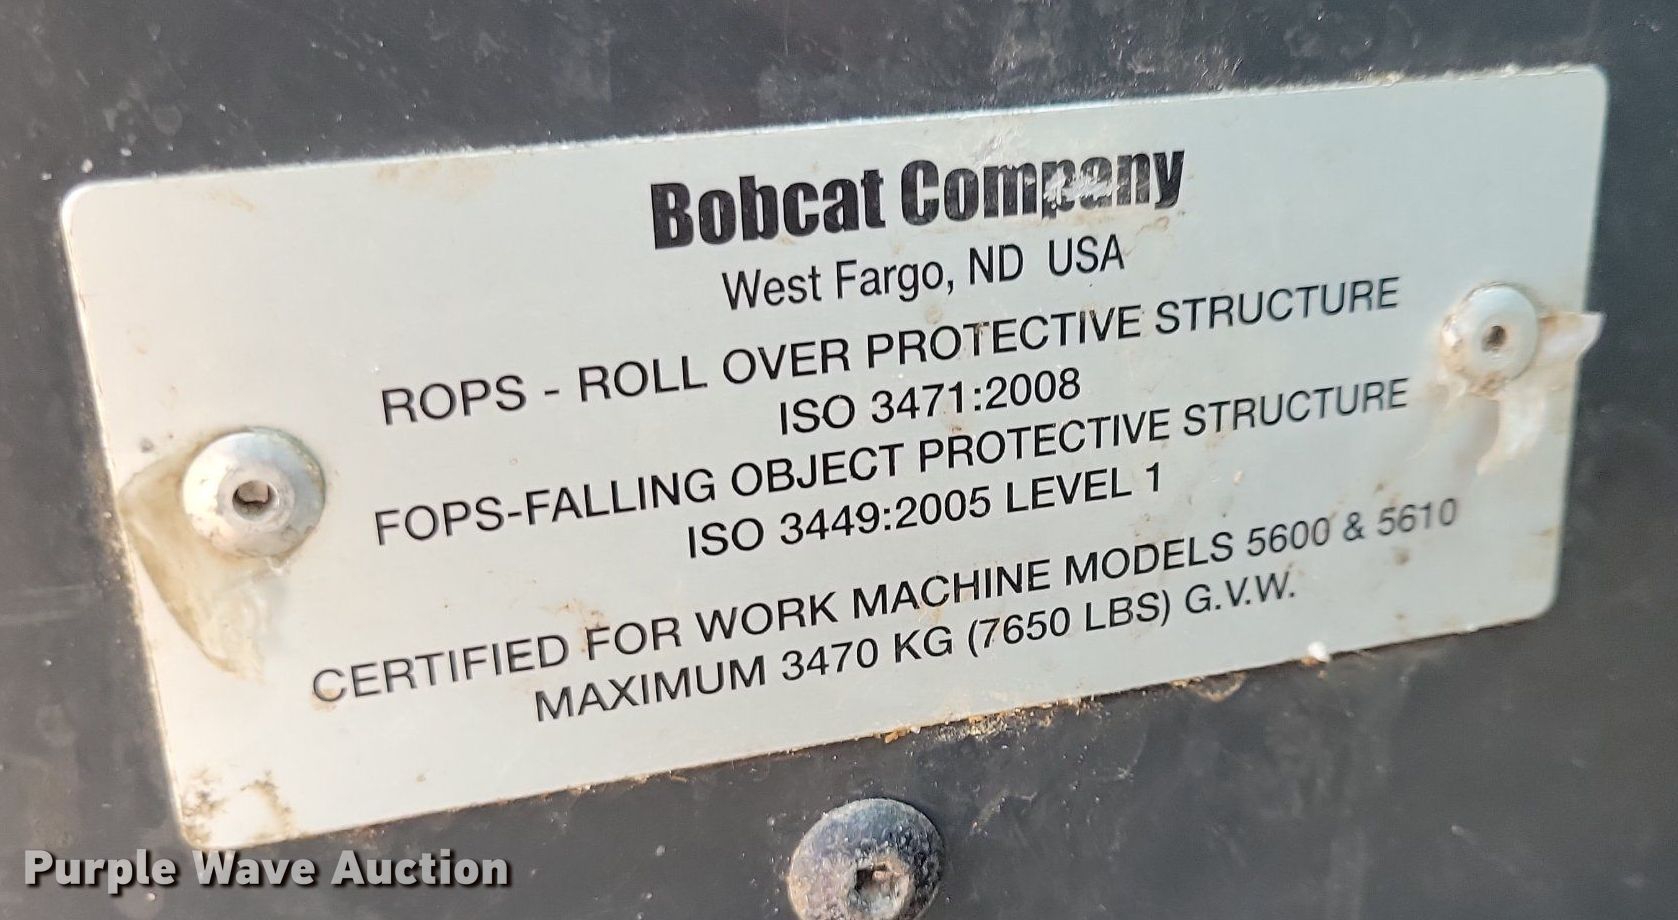 Bobcat Company
West Fargo, ND USA
ROPS - ROLL OVER PROTECTIVE STRUCTURE
ISO 3471:2008
FOPS-FALLING OBJECT PROTECTIVE STRUCTURE
ISO 3449:2005 LEVEL 1
CERTIFIED FOR WORK MACHINE MODELS 5600 & 5610
MAXIMUM 3470 KG (7650 LBS) G.V.W.
Purple Wave Auction